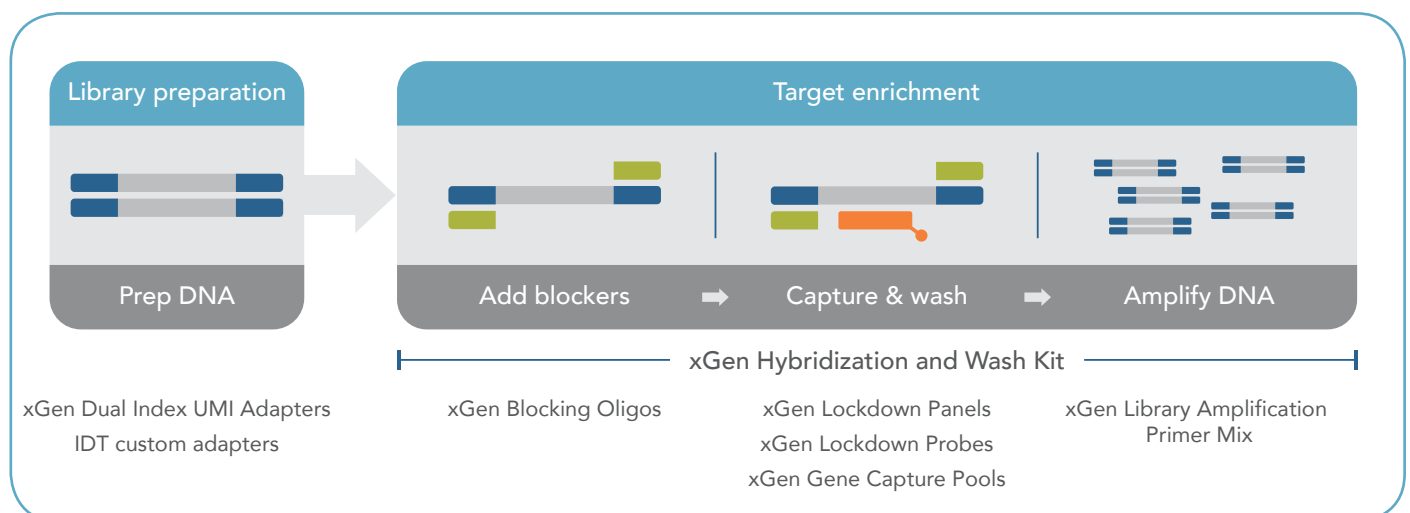 Library preparation
Target enrichment
Prep DNA
Add blockers
Capture & wash
Amplify DNA
xGen Hybridization and Wash Kit
xGen Dual Index UMI Adapters
IDT custom adapters
xGen Blocking Oligos
xGen Lockdown Panels
xGen Lockdown Probes
xGen Gene Capture Pools
xGen Library Amplification
Primer Mix